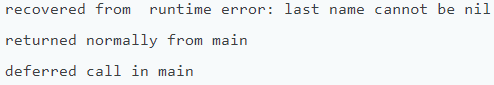 recovered from  runtime error: last name cannot be nil
returned normally from main
deferred call in main